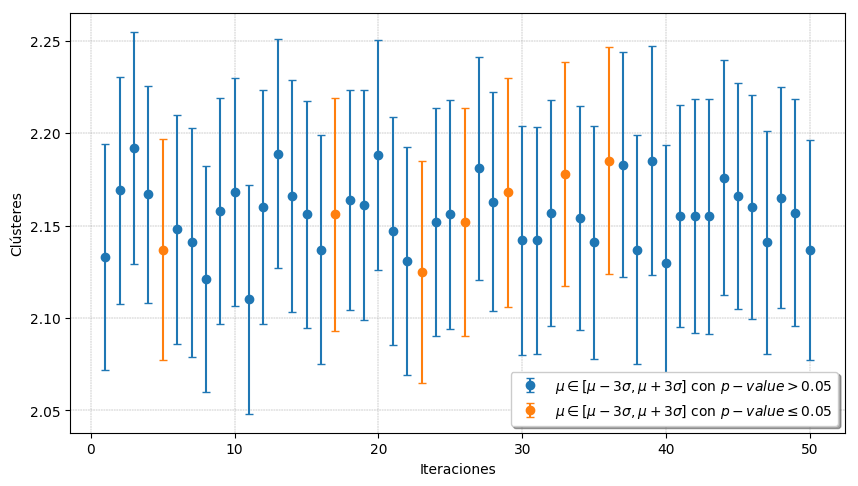 2.25
2.20
2.15
2.10
2.05
Clústeres
0 10 20 30 40 50
Iteraciones
μ ∈ [μ − 3σ, μ + 3σ] con p − value > 0.05
μ ∈ [μ − 3σ, μ + 3σ] con p − value ≤ 0.05